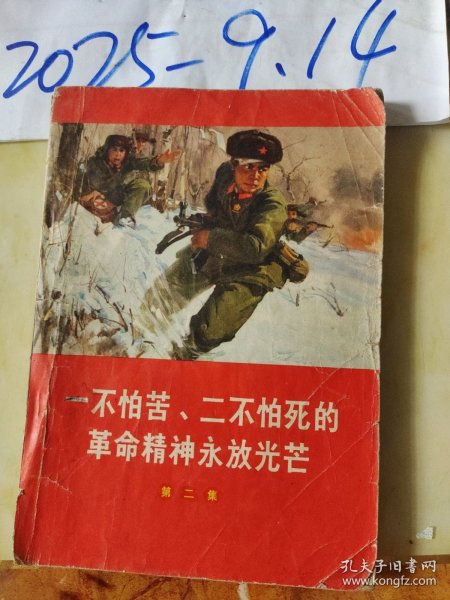 2025-9.14
一不怕苦、二不怕死的
革命精神永放光芒
第二集
孔夫子旧书网
www.kongfz.com